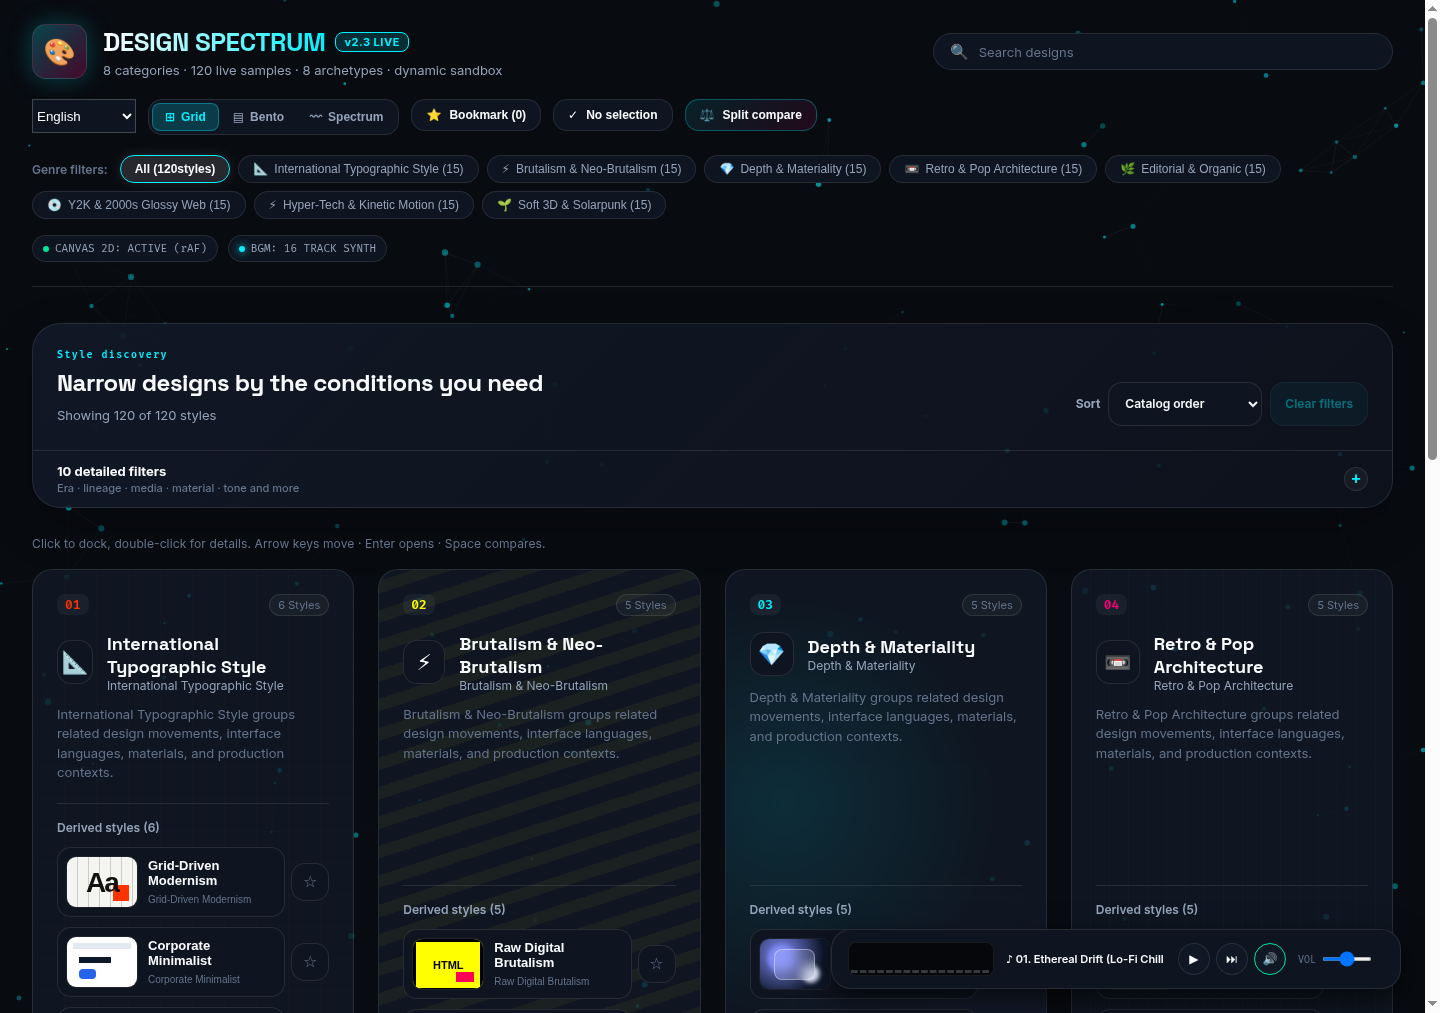 DESIGN SPECTRUM v2.3 LIVE
8 categories · 120 live samples · 8 archetypes · dynamic sandbox
Search designs
English
Grid
Bento
Spectrum
Bookmark (0)
✓ No selection
Split compare
Genre filters:
All (120styles)
International Typographic Style (15)
Brutalism & Neo-Brutalism (15)
Depth & Materiality (15)
Retro & Pop Architecture (15)
Editorial & Organic (15)
Y2K & 2000s Glossy Web (15)
Hyper-Tech & Kinetic Motion (15)
Soft 3D & Solarpunk (15)
CANVAS 2D: ACTIVE (rAF)
BGM: 16 TRACK SYNTH
Style discovery
Narrow designs by the conditions you need
Showing 120 of 120 styles
Sort
Catalog order
Clear filters
10 detailed filters
Era · lineage · media · material · tone and more
+
Click to dock, double-click for details. Arrow keys move · Enter opens · Space compares.
01
6 Styles
International
Typographic Style
International Typographic Style
International Typographic Style groups
related design movements, interface
languages, materials, and production
contexts.
Derived styles (6)
Aa
Grid-Driven
Modernism
Grid-Driven Modernism
Corporate
Minimalist
Corporate Minimalist
02
5 Styles
Brutalism & Neo-
Brutalism
Brutalism & Neo-Brutalism
Brutalism & Neo-Brutalism groups related
design movements, interface languages,
materials, and production contexts.
Derived styles (5)
HTML
Raw Digital
Brutalism
Raw Digital Brutalism
03
5 Styles
Depth & Materiality
Depth & Materiality
Depth & Materiality groups related design
movements, interface languages, materials,
and production contexts.
Derived styles (5)
04
5 Styles
Retro & Pop
Architecture
Retro & Pop Architecture
Retro & Pop Architecture groups related
design movements, interface languages,
materials, and production contexts.
Derived styles (5)
♪ 01. Ethereal Drift (Lo-Fi Chill
VOL